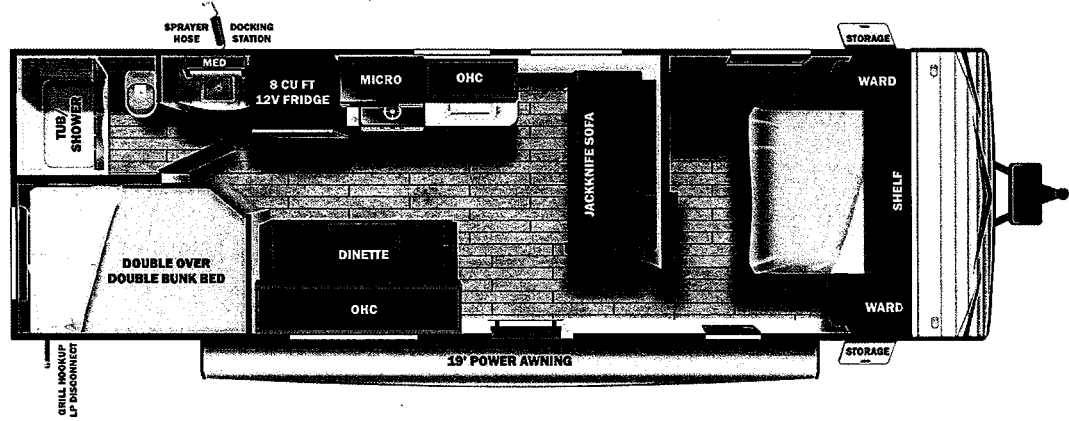 SPRAYER
HOSE
DOCKING
STATION
STORAGE
MED
8 CU FT
12V FRIDGE
MICRO
OHC
WARD
TUB/
SHOWER
JACKKNIFE SOFA
SHELF
DOUBLE OVER
DOUBLE BUNK BED
DINETTE
OHC
WARD
STORAGE
19' POWER AWNING
GRILL HOOKUP
LP DISCONNECT